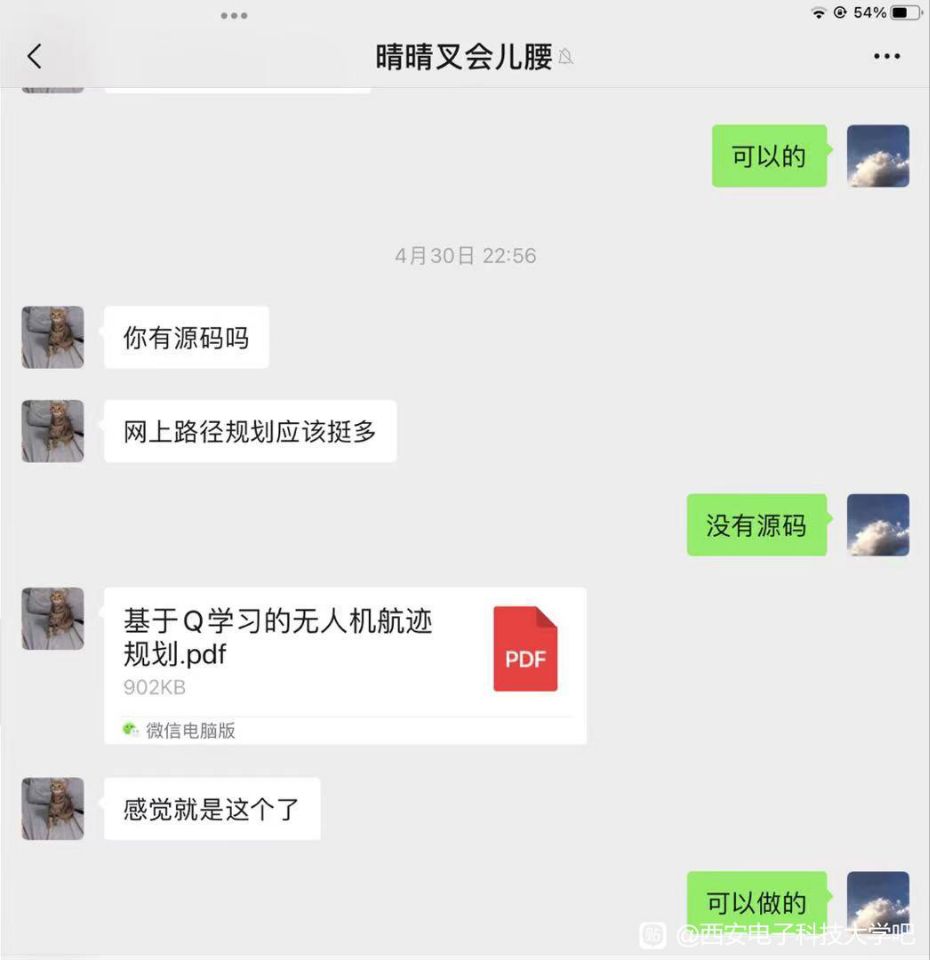 54%
晴晴叉会儿腰
可以的
4月30日 22:56
你有源码吗
网上路径规划应该挺多
没有源码
基于Q学习的无人机航迹
规划.pdf
PDF
902KB
微信电脑版
感觉就是这个了
可以做的
贴 @西安电子科技大学吧